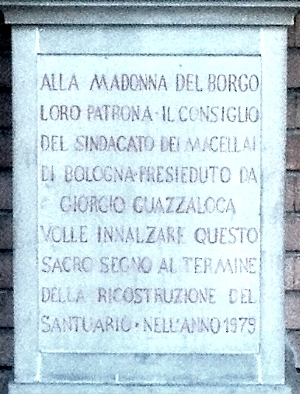 ALLA MADONNA DEL BORGO
LORO PATRONA · IL CONSIGLIO
DEL SINDACATO DEI MACELLAI
DI BOLOGNA · PRESIEDUTO DA
GIORGIO GUAZZALOCA
VOLLE INNALZARE QUESTO
SACRO SEGNO AL TERMINE
DELLA RICOSTRUZIONE DEL
SANTUARIO · NELL'ANNO 1979